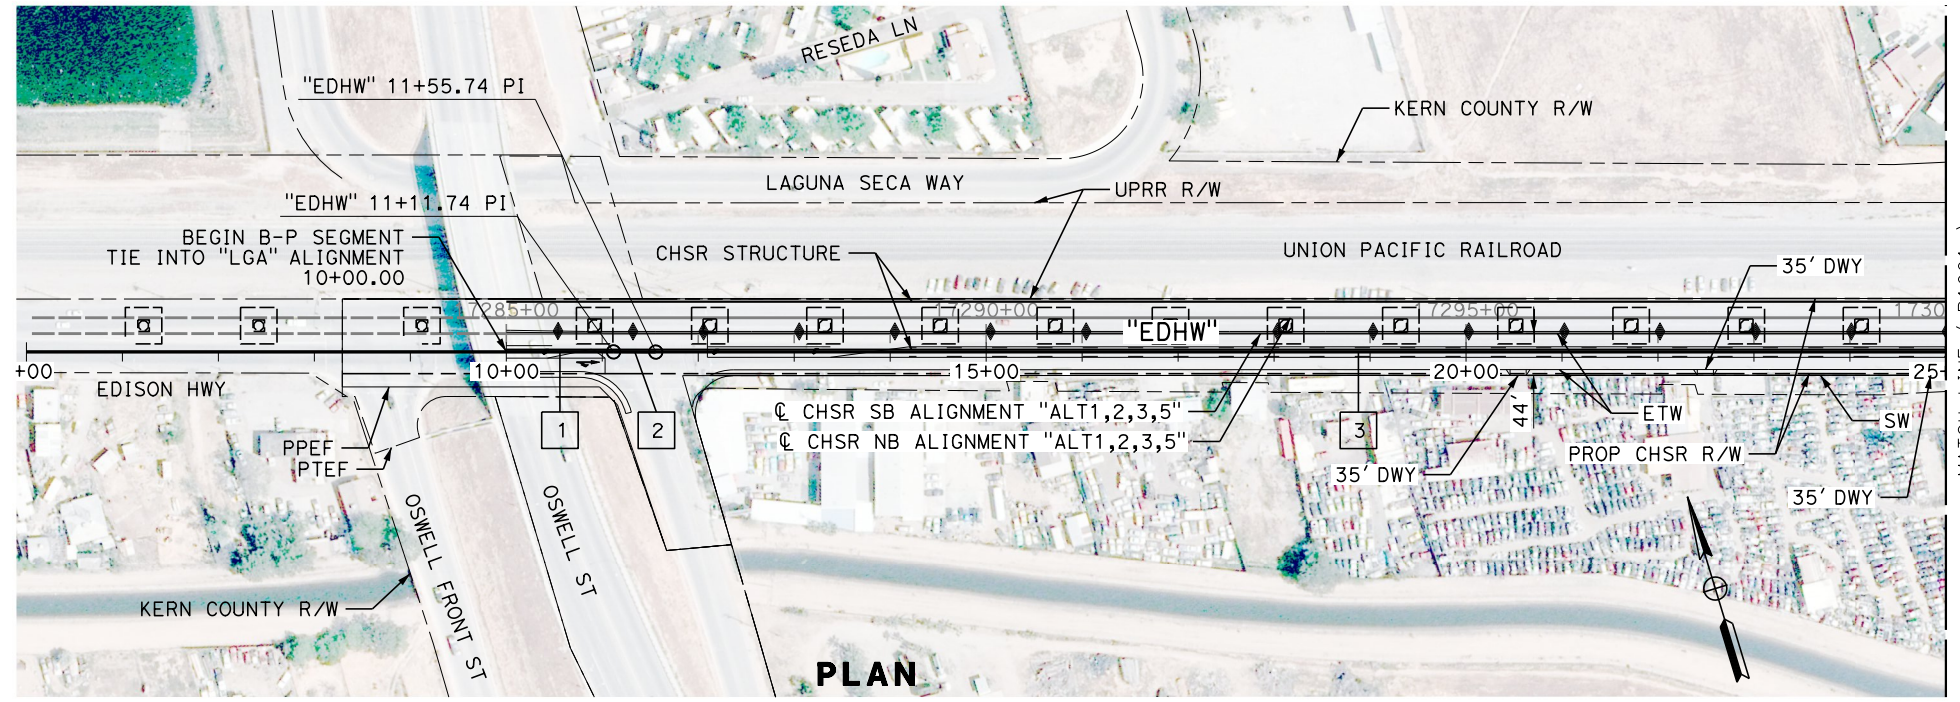 RESEDA LN
"EDHW" 11+55.74 PI
KERN COUNTY R/W
LAGUNA SECA WAY
UPRR R/W
"EDHW" 11+11.74 PI
BEGIN B-P SEGMENT
TIE INTO "LGA" ALIGNMENT
10+00.00
CHSR STRUCTURE
UNION PACIFIC RAILROAD
35' DWY
7285+00
17290+00
17295+00
1730
"EDHW"
+00
10+00
15+00
20+00
25+
EDISON HWY
℄ CHSR SB ALIGNMENT "ALT1,2,3,5"
℄ CHSR NB ALIGNMENT "ALT1,2,3,5"
44'
ETW
SW
1
2
3
PPEF
PTEF
PROP CHSR R/W
35' DWY
35' DWY
OSWELL FRONT ST
OSWELL ST
KERN COUNTY R/W
PLAN